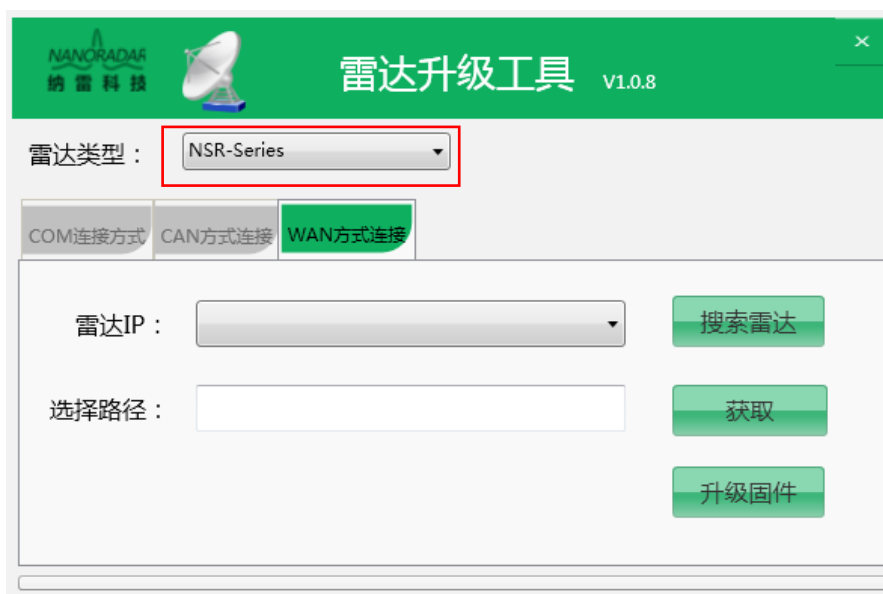 NANORADAR
纳雷科技
雷达升级工具 V1.0.8
×
雷达类型： NSR-Series
COM连接方式 CAN方式连接 WAN方式连接
雷达IP： 搜索雷达
选择路径： 获取
升级固件